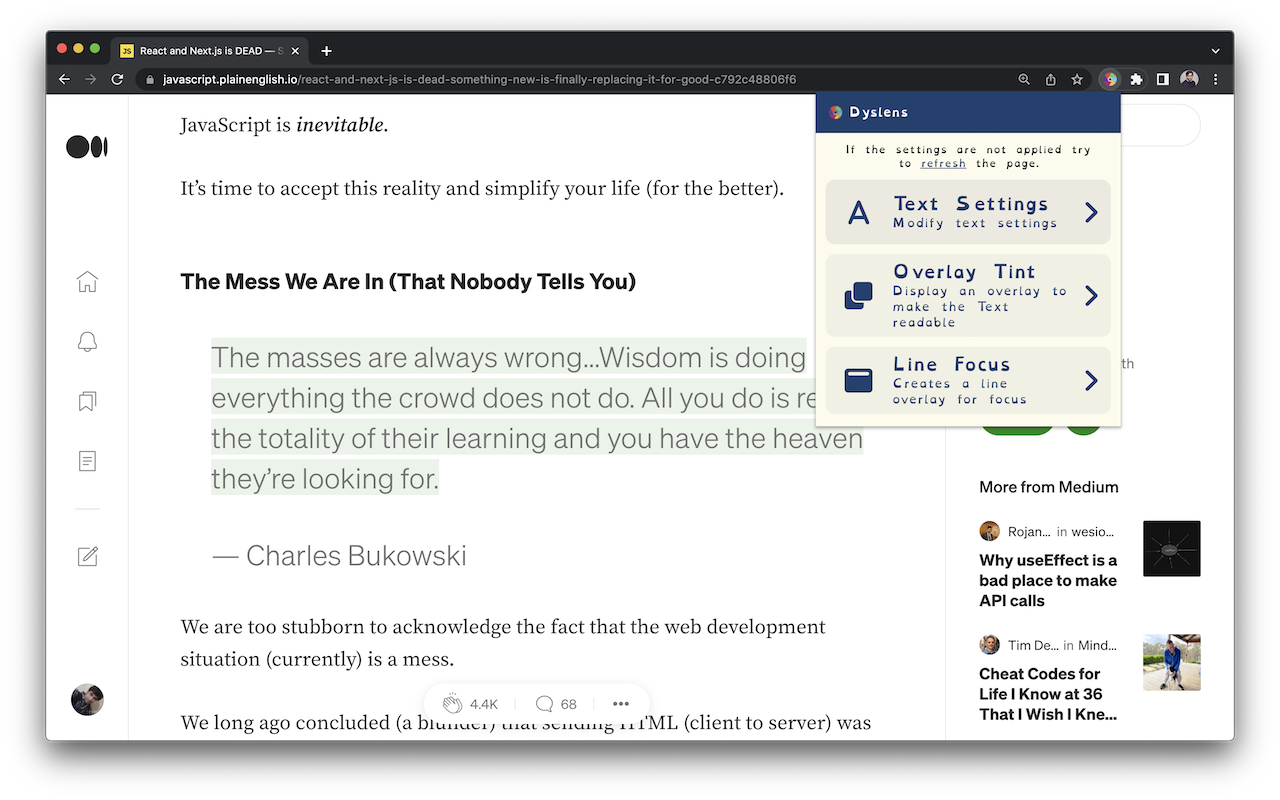 React and Next.js is DEAD — S
javascript.plainenglish.io/react-and-next-js-is-dead-something-new-is-finally-replacing-it-for-good-c792c48806f6
JavaScript is inevitable.
It’s time to accept this reality and simplify your life (for the better).
The Mess We Are In (That Nobody Tells You)
The masses are always wrong...Wisdom is doing
everything the crowd does not do. All you do is re
the totality of their learning and you have the heaven
they’re looking for.
— Charles Bukowski
We are too stubborn to acknowledge the fact that the web development
situation (currently) is a mess.
We long ago concluded (a blunder) that sending HTML (client to server) was
4.4K
68
Dyslens
If the settings are not applied try
to refresh the page.
A
Text Settings
Modify text settings
Overlay Tint
Display an overlay to
make the Text
readable
Line Focus
Creates a line
overlay for focus
th
More from Medium
Rojan... in wesio...
Why useEffect is a
bad place to make
API calls
Tim De... in Mind...
Cheat Codes for
Life I Know at 36
That I Wish I Kne...